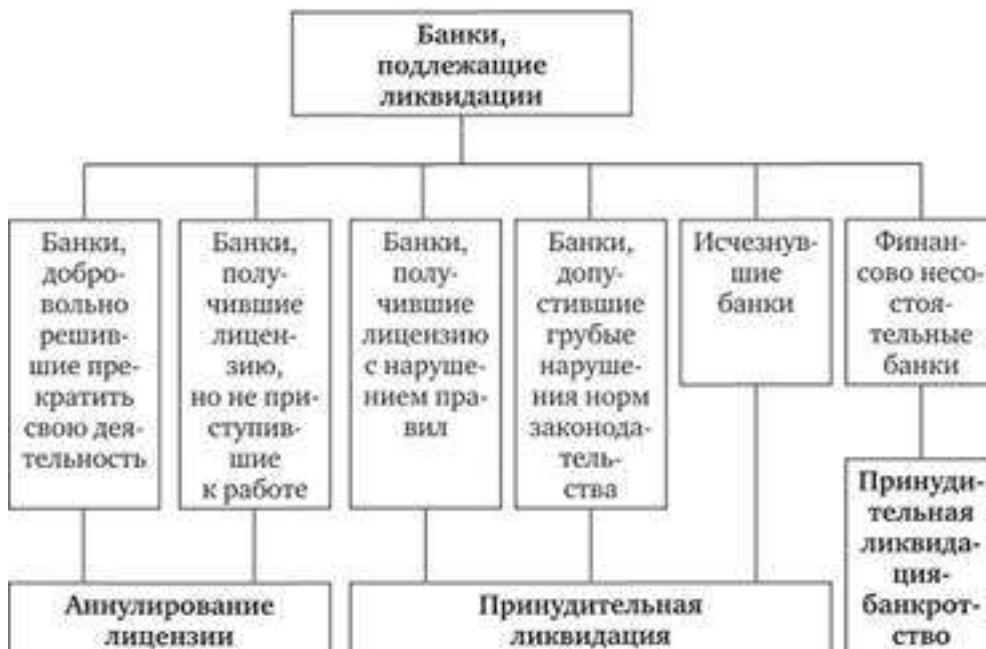 Банки,
подлежащие
ликвидации
Банки,
добро-
вольно
решив-
шие пре-
кратить
свою дея-
тельность
Банки,
полу-
чившие
лицен-
зию,
но не при-
ступив-
шие
к работе
Банки,
полу-
чившие
лицензию
с наруше-
нием пра-
вил
Банки,
допу-
стившие
грубые
наруше-
ния норм
законода-
тель-
ства
Исчезнув-
шие
банки
Финан-
сово несо-
стоя-
тельные
банки
Аннулирование
лицензии
Принудительная
ликвидация
Принуди-
тельная
ликвида-
ция-
банкрот-
ство